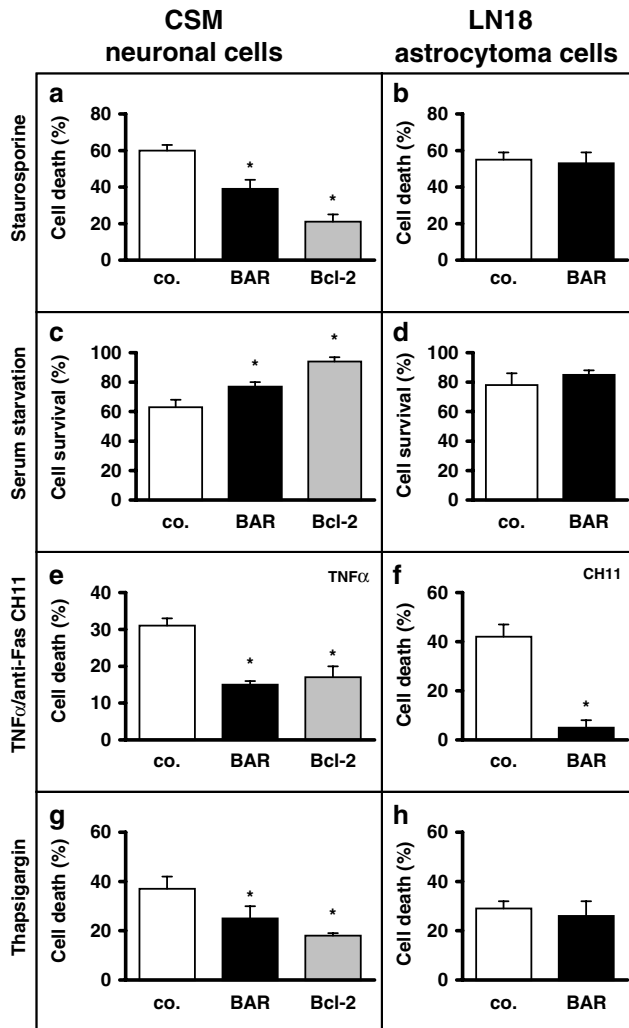 CSM
neuronal cells
LN18
astrocytoma cells
Staurosporine
a
Cell death (%)
80
60
40
20
0
*
*
co. BAR Bcl-2
b
Cell death (%)
80
60
40
20
0
co. BAR
Serum starvation
c
Cell survival (%)
100
80
60
40
20
0
*
*
co. BAR Bcl-2
d
Cell survival (%)
100
80
60
40
20
0
co. BAR
TNFα/anti-Fas CH11
e
TNFα
Cell death (%)
40
30
20
10
0
*
*
co. BAR Bcl-2
f
CH11
Cell death (%)
60
40
20
0
*
co. BAR
Thapsigargin
g
Cell death (%)
60
40
20
0
*
*
co. BAR Bcl-2
h
Cell death (%)
60
40
20
0
co. BAR